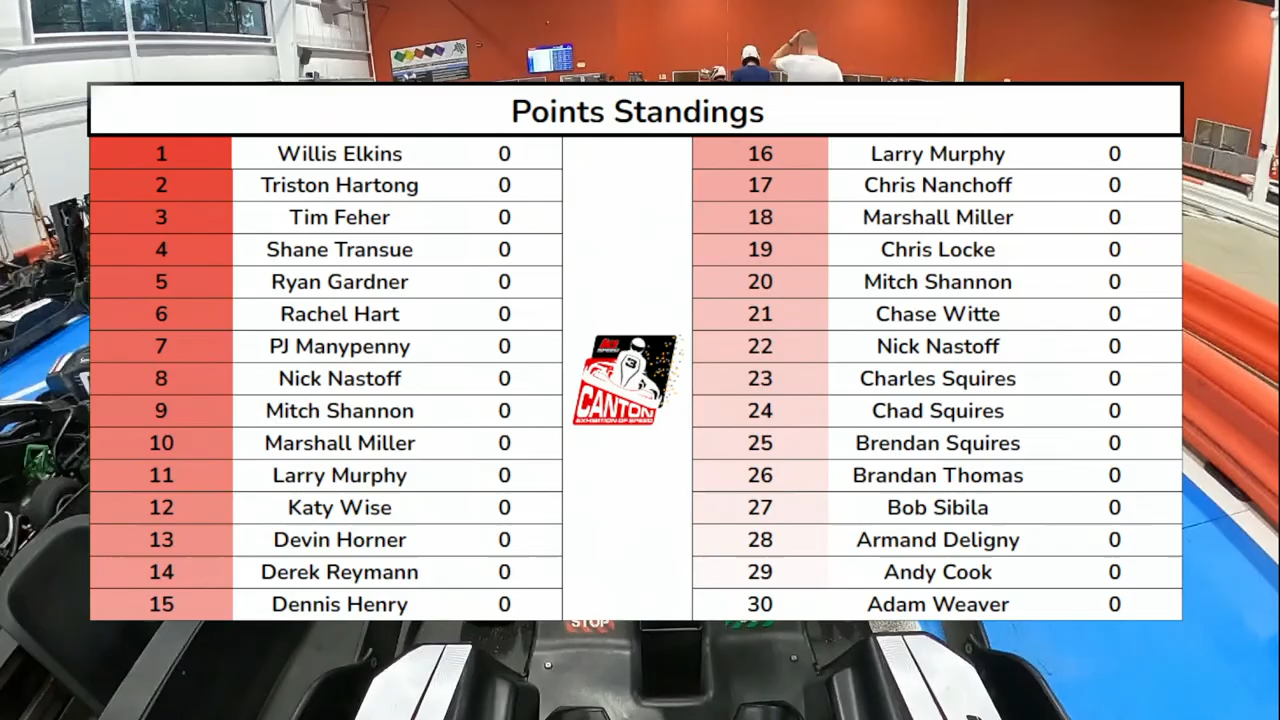 Points Standings
1 Willis Elkins 0
2 Triston Hartong 0
3 Tim Feher 0
4 Shane Transue 0
5 Ryan Gardner 0
6 Rachel Hart 0
7 PJ Manypenny 0
8 Nick Nastoff 0
9 Mitch Shannon 0
10 Marshall Miller 0
11 Larry Murphy 0
12 Katy Wise 0
13 Devin Horner 0
14 Derek Reymann 0
15 Dennis Henry 0
3
CANTON
EXHIBITION OF SPEED
16 Larry Murphy 0
17 Chris Nanchoff 0
18 Marshall Miller 0
19 Chris Locke 0
20 Mitch Shannon 0
21 Chase Witte 0
22 Nick Nastoff 0
23 Charles Squires 0
24 Chad Squires 0
25 Brendan Squires 0
26 Brandan Thomas 0
27 Bob Sibila 0
28 Armand Deligny 0
29 Andy Cook 0
30 Adam Weaver 0
STOP